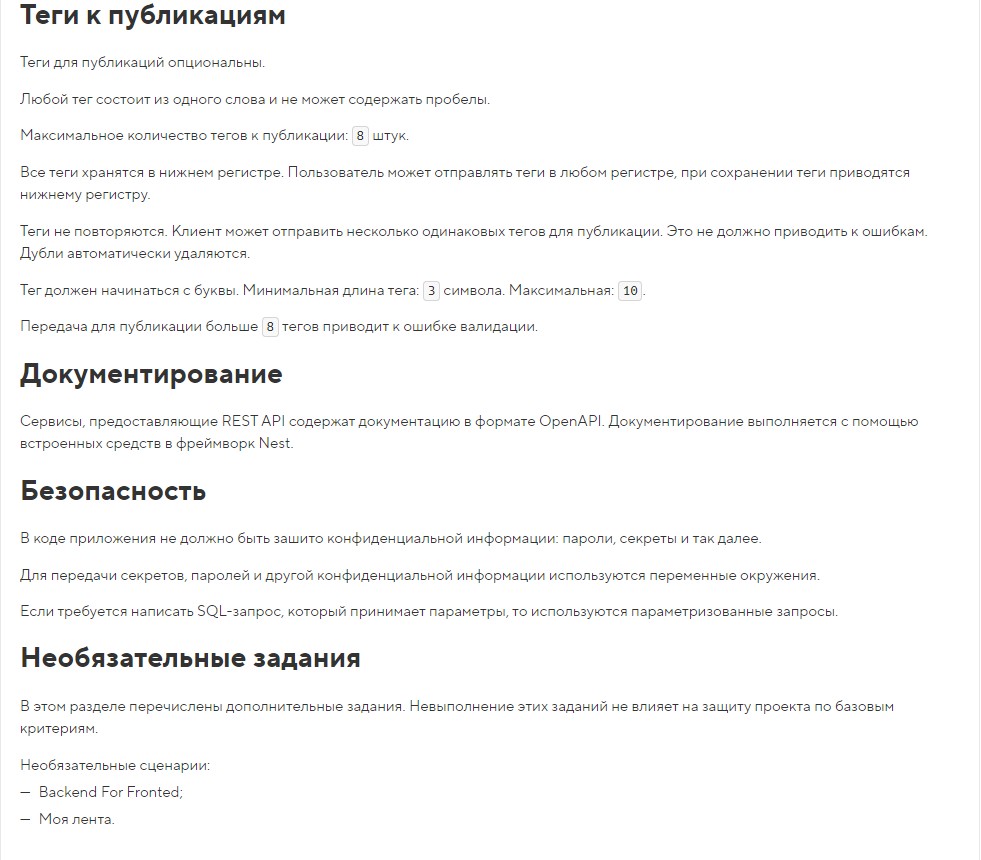 Теги к публикациям
Теги для публикаций опциональны.
Любой тег состоит из одного слова и не может содержать пробелы.
Максимальное количество тегов к публикации: 8 штук.
Все теги хранятся в нижнем регистре. Пользователь может отправлять теги в любом регистре, при сохранении теги приводятся
нижнему регистру.
Теги не повторяются. Клиент может отправить несколько одинаковых тегов для публикации. Это не должно приводить к ошибкам.
Дубли автоматически удаляются.
Тег должен начинаться с буквы. Минимальная длина тега: 3 символа. Максимальная: 10.
Передача для публикации больше 8 тегов приводит к ошибке валидации.
Документирование
Сервисы, предоставляющие REST API содержат документацию в формате OpenAPI. Документирование выполняется с помощью
встроенных средств в фреймворк Nest.
Безопасность
В коде приложения не должно быть зашито конфиденциальной информации: пароли, секреты и так далее.
Для передачи секретов, паролей и другой конфиденциальной информации используются переменные окружения.
Если требуется написать SQL-запрос, который принимает параметры, то используются параметризованные запросы.
Необязательные задания
В этом разделе перечислены дополнительные задания. Невыполнение этих заданий не влияет на защиту проекта по базовым
критериям.
Необязательные сценарии:
— Backend For Fronted;
— Моя лента.